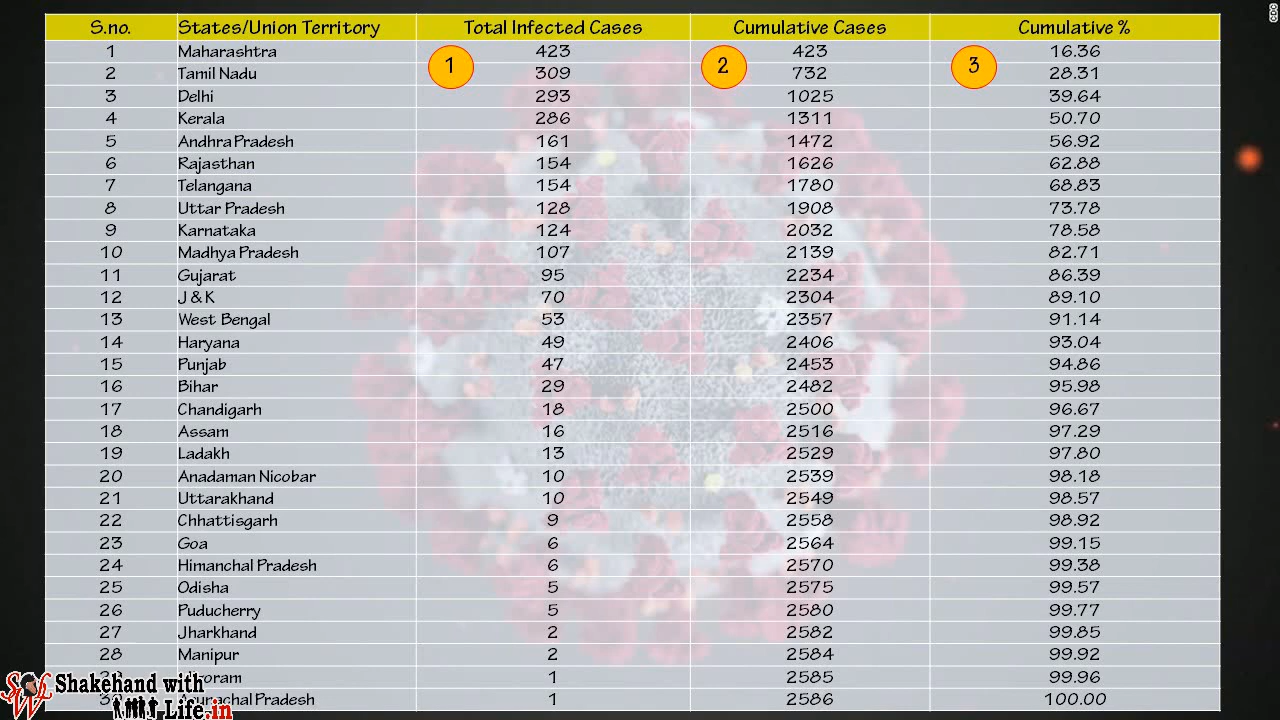 CDC
S.no. States/Union Territory Total Infected Cases Cumulative Cases Cumulative %
1 2 3
1 Maharashtra 423 423 16.36
2 Tamil Nadu 309 732 28.31
3 Delhi 293 1025 39.64
4 Kerala 286 1311 50.70
5 Andhra Pradesh 161 1472 56.92
6 Rajasthan 154 1626 62.88
7 Telangana 154 1780 68.83
8 Uttar Pradesh 128 1908 73.78
9 Karnataka 124 2032 78.58
10 Madhya Pradesh 107 2139 82.71
11 Gujarat 95 2234 86.39
12 J & K 70 2304 89.10
13 West Bengal 53 2357 91.14
14 Haryana 49 2406 93.04
15 Punjab 47 2453 94.86
16 Bihar 29 2482 95.98
17 Chandigarh 18 2500 96.67
18 Assam 16 2516 97.29
19 Ladakh 13 2529 97.80
20 Anadaman Nicobar 10 2539 98.18
21 Uttarakhand 10 2549 98.57
22 Chhattisgarh 9 2558 98.92
23 Goa 6 2564 99.15
24 Himanchal Pradesh 6 2570 99.38
25 Odisha 5 2575 99.57
26 Puducherry 5 2580 99.77
27 Jharkhand 2 2582 99.85
28 Manipur 2 2584 99.92
1 2585 99.96
Pradesh 1 2586 100.00
Shakehand with
Life.in